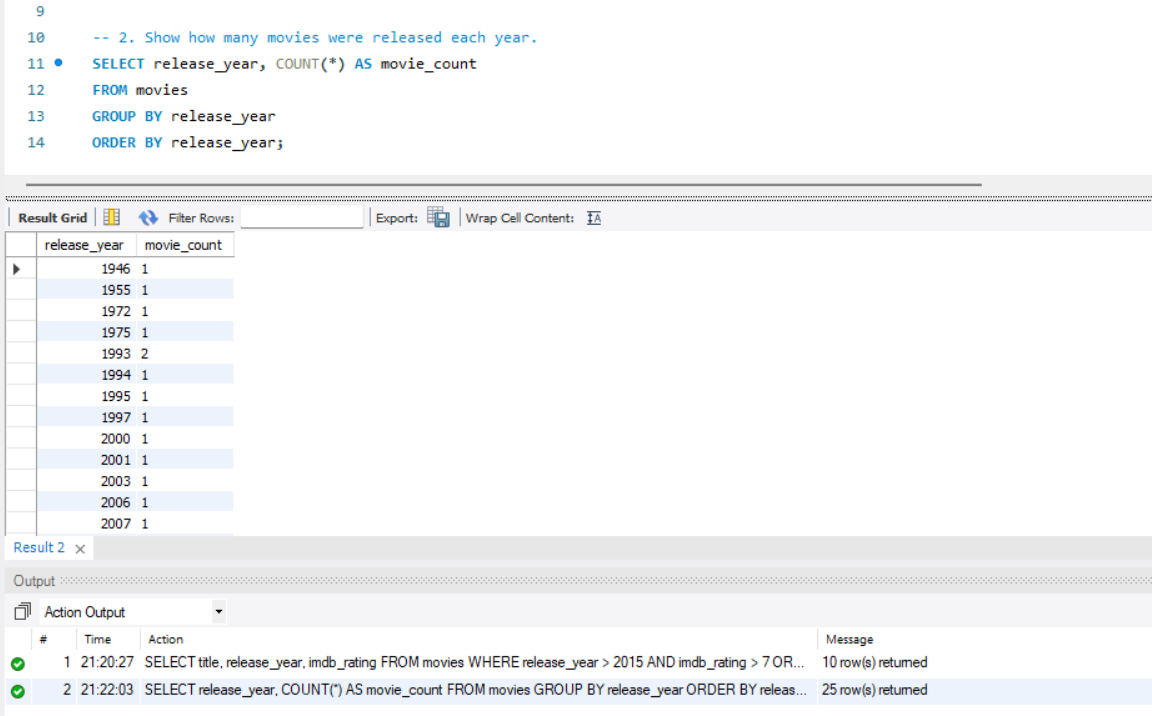 9
10 -- 2. Show how many movies were released each year.
11 SELECT release_year, COUNT(*) AS movie_count
12 FROM movies
13 GROUP BY release_year
14 ORDER BY release_year;
Result Grid Filter Rows: Export: Wrap Cell Content: IA
release_year movie_count
1946 1
1955 1
1972 1
1975 1
1993 2
1994 1
1995 1
1997 1
2000 1
2001 1
2003 1
2006 1
2007 1
Result 2 ×
Output
Action Output
# Time Action Message
1 21:20:27 SELECT title, release_year, imdb_rating FROM movies WHERE release_year > 2015 AND imdb_rating > 7 OR... 10 row(s) returned
2 21:22:03 SELECT release_year, COUNT(*) AS movie_count FROM movies GROUP BY release_year ORDER BY releas... 25 row(s) returned